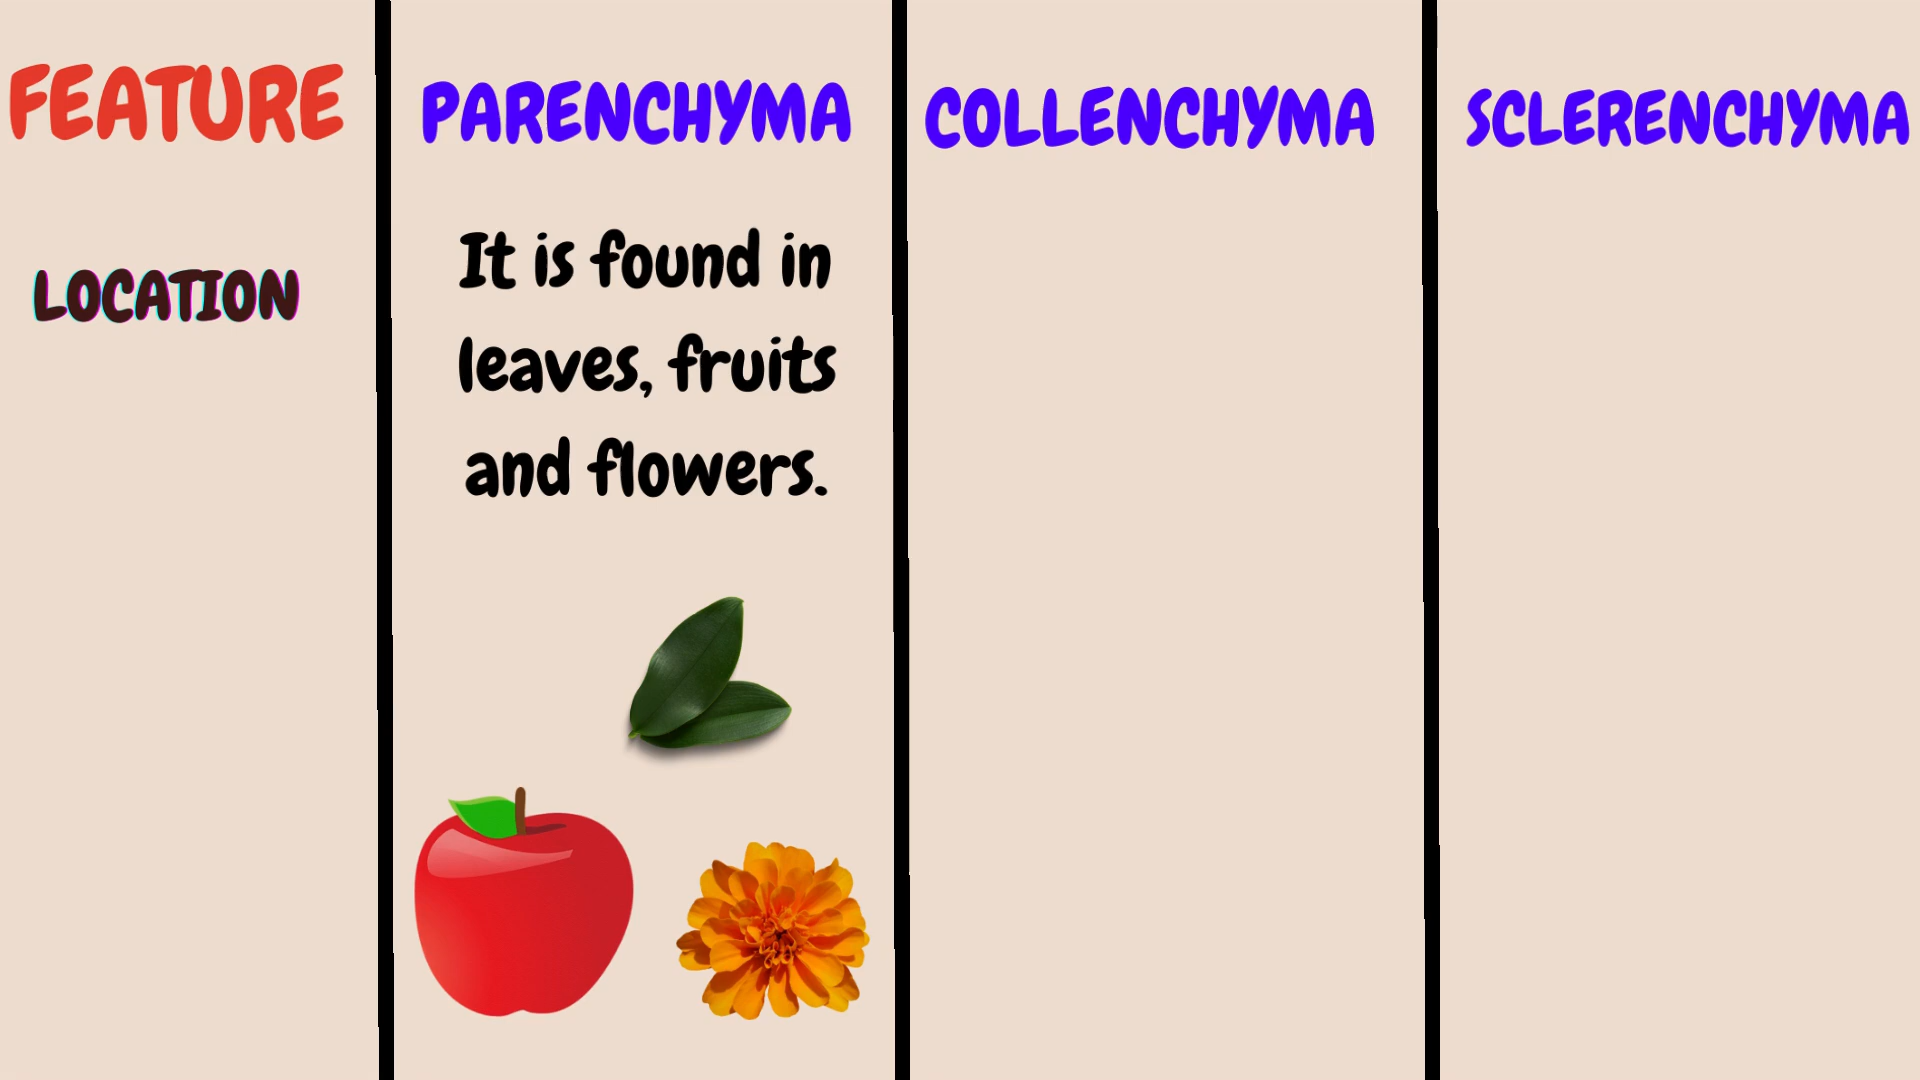 FEATURE
PARENCHYMA
COLLENCHYMA
SCLERENCHYMA
LOCATION
It is found in
leaves, fruits
and flowers.